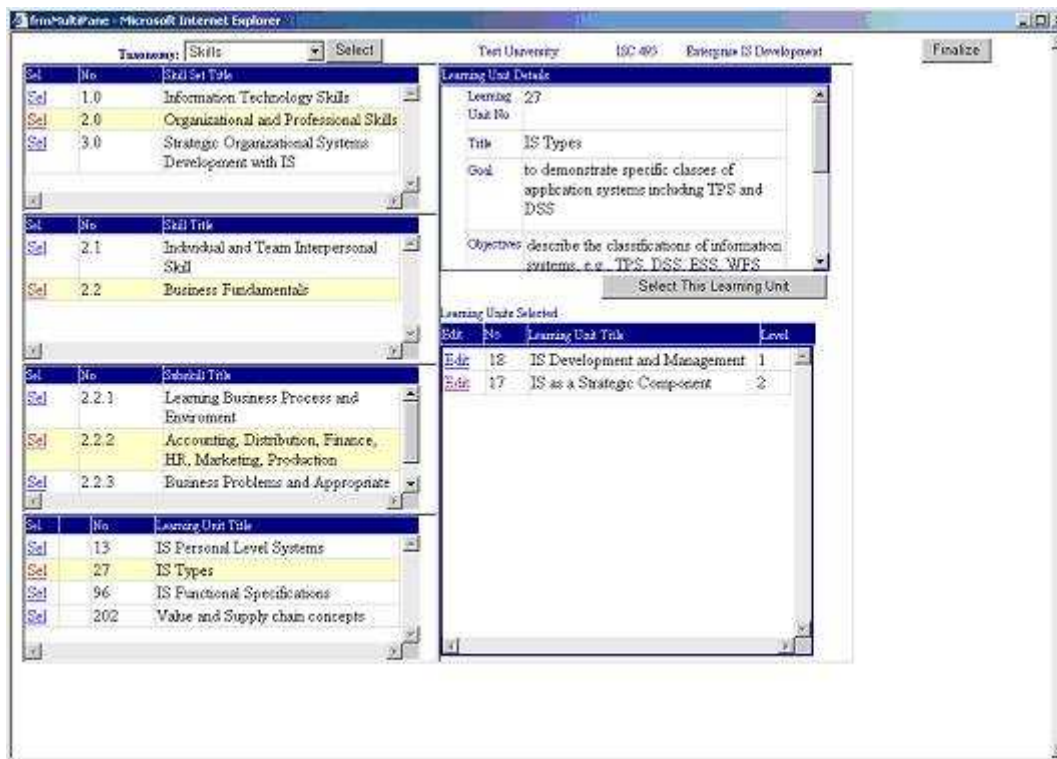 frmMultiPane - Microsoft Internet Explorer
Taxonomy: Skills Select Test University ISC 493 Enterprise IS Development Finalize
Sel No Skill Set Title
Sel 1.0 Information Technology Skills
Sel 2.0 Organizational and Professional Skills
Sel 3.0 Strategic Organizational Systems
Development with IS
Sel No Skill Title
Sel 2.1 Individual and Team Interpersonal
Skill
Sel 2.2 Business Fundamentals
Sel No Subskill Title
Sel 2.2.1 Learning Business Process and
Enviroment
Sel 2.2.2 Accounting, Distribution, Finance,
HR, Marketing, Production
Sel 2.2.3 Business Problems and Appropriate
Sel No Learning Unit Title
Sel 13 IS Personal Level Systems
Sel 27 IS Types
Sel 96 IS Functional Specifications
Sel 202 Value and Supply chain concepts
Learning Unit Details
Learning 27
Unit No
Title IS Types
Goal to demonstrate specific classes of
application systems including TPS and
DSS
Objectives describe the classifications of information
systems, e.g., TPS, DSS, ESS, WFS
Select This Learning Unit
Learning Units Selected
Edit No Learning Unit Title Level
Edit 18 IS Development and Management 1
Edit 17 IS as a Strategic Component 2